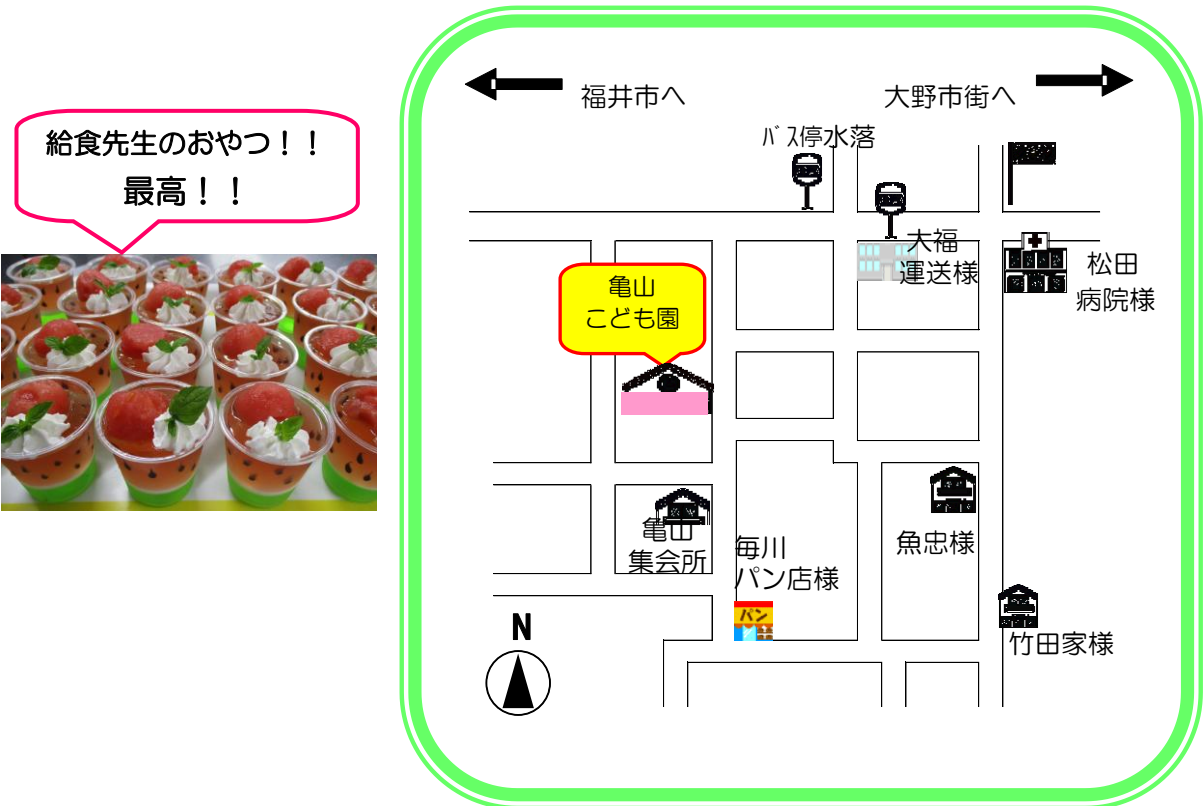 給食先生のおやつ！！
最高！！
福井市へ
大野市街へ
バス停水落
大福
運送様
松田
病院様
亀山
こども園
亀田
集会所
毎川
パン店様
パン
魚忠様
竹田家様
N